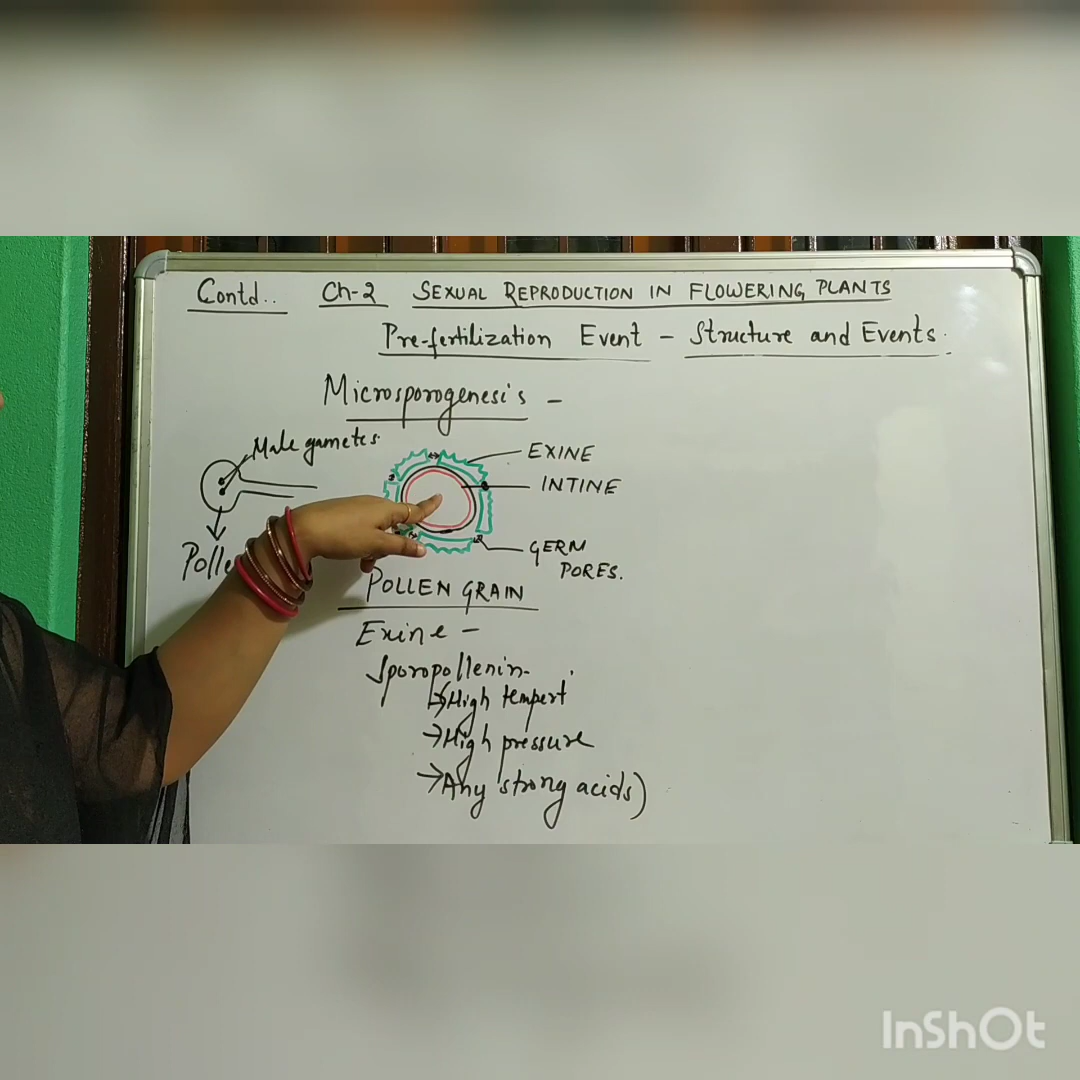 Contd.. Ch-2 SEXUAL REPRODUCTION IN FLOWERING PLANTS
Pre-fertilization Event - Structure and Events.
Microsporogenesis -
Male gametes
EXINE
INTINE
GERM
PORES.
Polle
POLLEN GRAIN
Exine -
Sporopollenin
→ High tempert
→ High pressure
→ Any strong acids)
InShOt